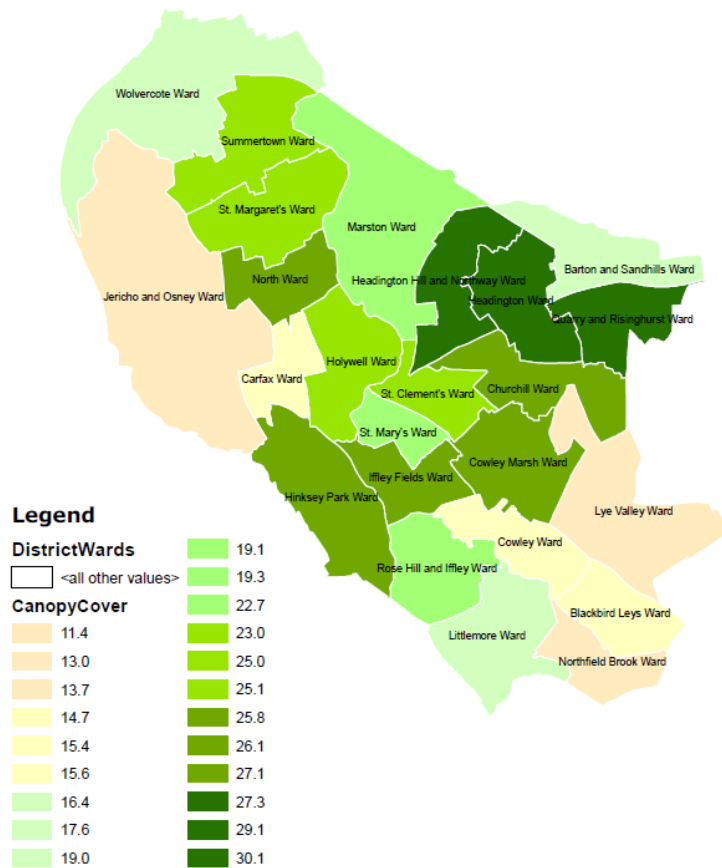 Wolvercote Ward
Summertown Ward
St. Margaret's Ward
Marston Ward
North Ward
Headington Hill and Northway Ward
Barton and Sandhills Ward
Jericho and Osney Ward
Headington Ward
Quarry and Risinghurst Ward
Holywell Ward
Carfax Ward
St. Clement's Ward
Churchill Ward
St. Mary's Ward
Cowley Marsh Ward
Iffley Fields Ward
Hinksey Park Ward
Lye Valley Ward
Cowley Ward
Rose Hill and Iffley Ward
Blackbird Leys Ward
Littlemore Ward
Northfield Brook Ward
Legend
DistrictWards
<all other values>
CanopyCover
11.4
13.0
13.7
14.7
15.4
15.6
16.4
17.6
19.0
19.1
19.3
22.7
23.0
25.0
25.1
25.8
26.1
27.1
27.3
29.1
30.1